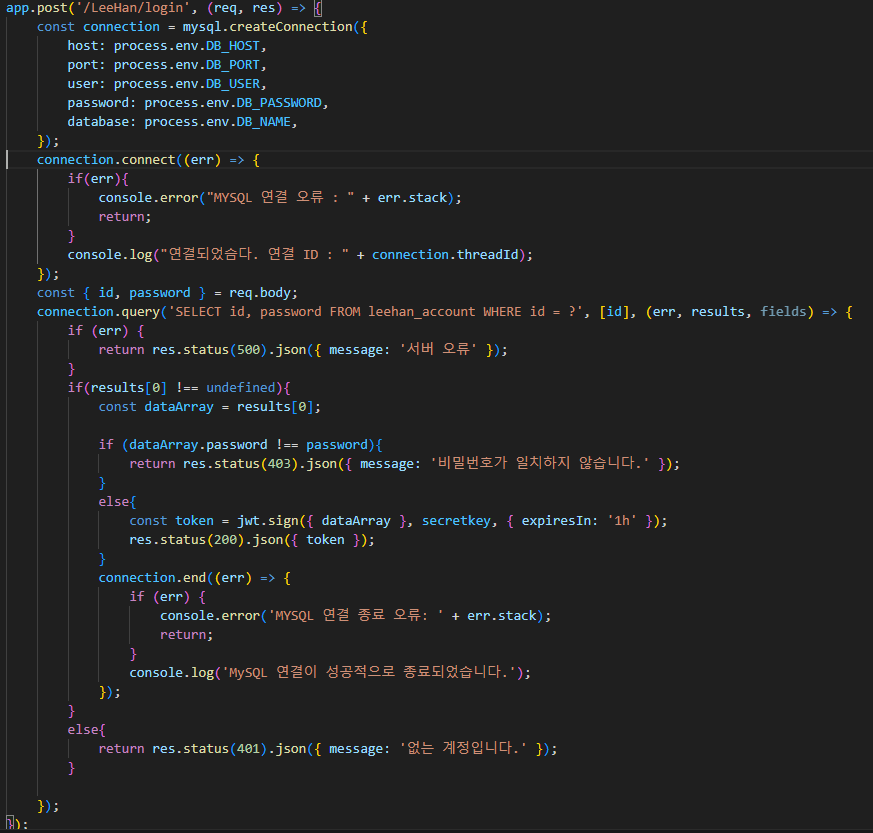 app.post('/LeeHan/login', (req, res) => {
    const connection = mysql.createConnection({
        host: process.env.DB_HOST,
        port: process.env.DB_PORT,
        user: process.env.DB_USER,
        password: process.env.DB_PASSWORD,
        database: process.env.DB_NAME,
    });
    connection.connect((err) => {
        if(err){
            console.error("MYSQL 연결 오류 : " + err.stack);
            return;
        }
        console.log("연결되었습다. 연결 ID : " + connection.threadId);
    });
    const { id, password } = req.body;
    connection.query('SELECT id, password FROM leehan_account WHERE id = ?', [id], (err, results, fields) => {
        if (err) {
            return res.status(500).json({ message: '서버 오류' });
        }
        if(results[0] !== undefined){
            const dataArray = results[0];
            if (dataArray.password !== password){
                return res.status(403).json({ message: '비밀번호가 일치하지 않습니다.' });
            }
            else{
                const token = jwt.sign({ dataArray }, secretkey, { expiresIn: '1h' });
                res.status(200).json({ token });
            }
            connection.end((err) => {
                if (err) {
                    console.error('MYSQL 연결 종료 오류: ' + err.stack);
                    return;
                }
                console.log('MySQL 연결이 성공적으로 종료되었습니다.');
            });
        }
        else{
            return res.status(401).json({ message: '없는 계정입니다.' });
        }
    });
});